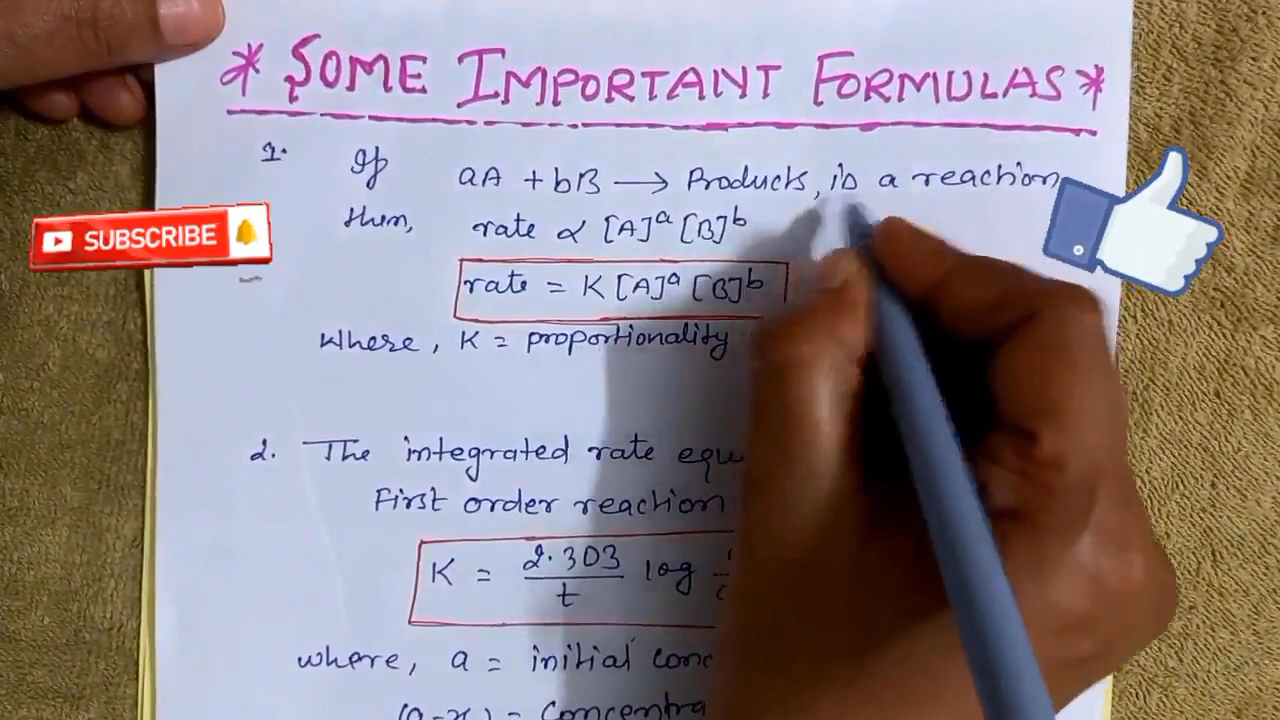 * SOME IMPORTANT FORMULAS *
1. If aA + bB → Products, is a reaction
then, rate ∝ [A]ᵃ [B]ᵇ
SUBSCRIBE
rate = K [A]ᵃ [B]ᵇ
Where, K = proportionality
2. The integrated rate equ
First order reaction
K = 2.303/t log
where, a = initial conc
(a-x) = Concentra